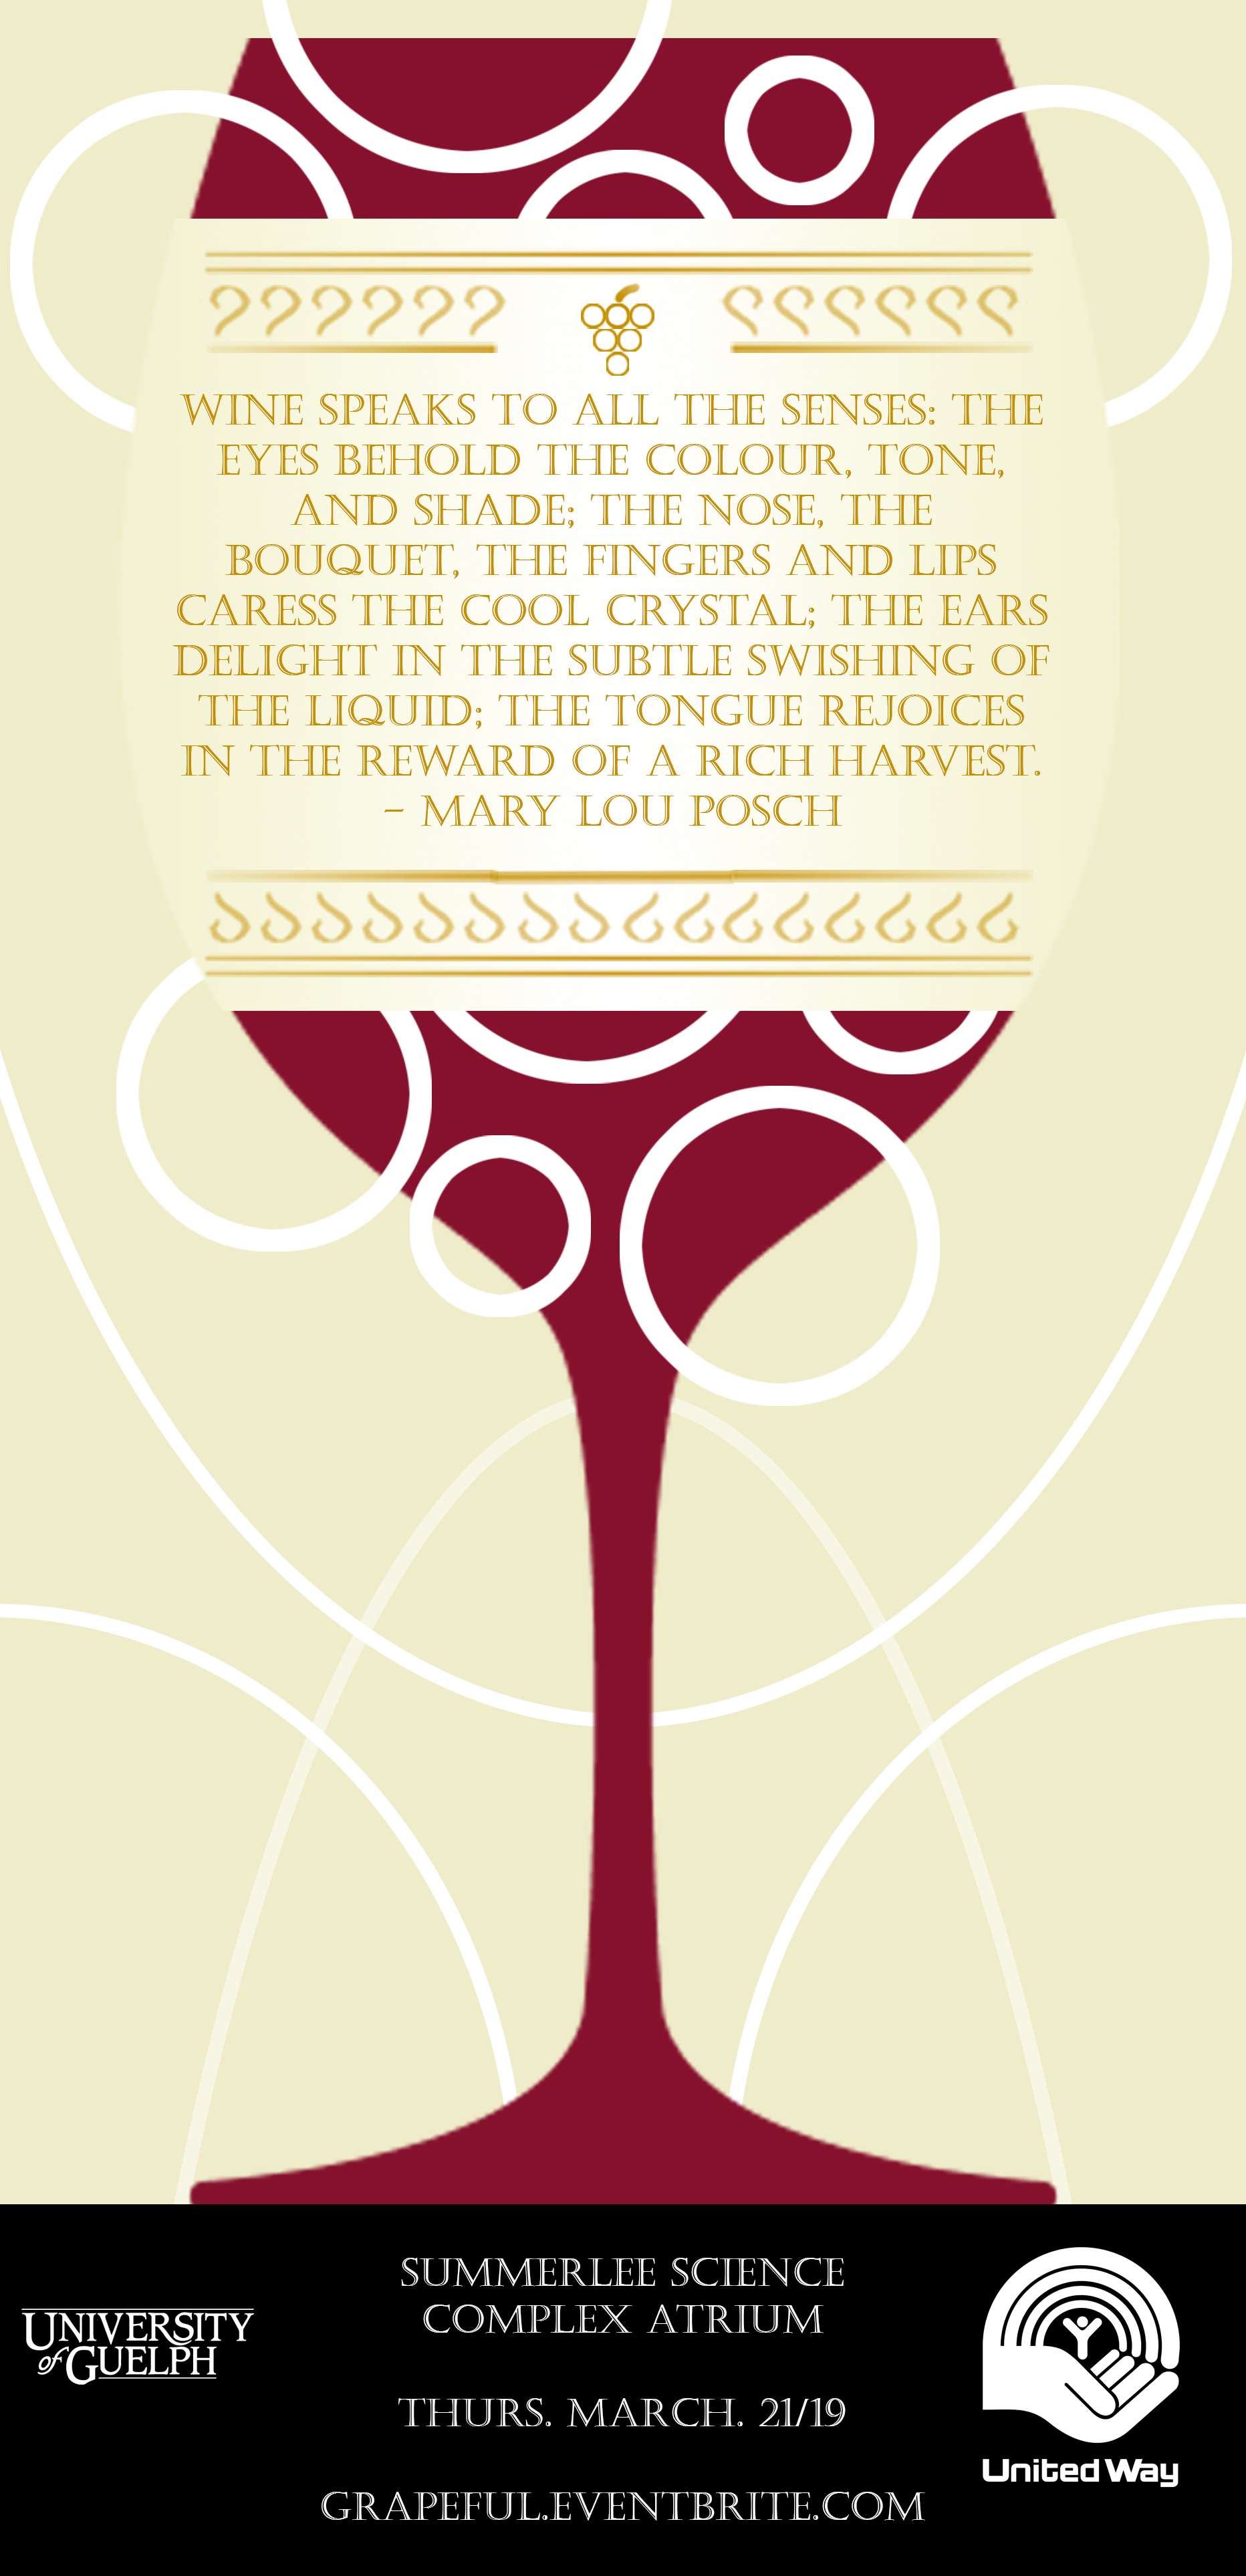 WINE SPEAKS TO ALL THE SENSES: THE
EYES BEHOLD THE COLOUR, TONE,
AND SHADE; THE NOSE, THE
BOUQUET, THE FINGERS AND LIPS
CARESS THE COOL CRYSTAL; THE EARS
DELIGHT IN THE SUBTLE SWISHING OF
THE LIQUID; THE TONGUE REJOICES
IN THE REWARD OF A RICH HARVEST.
- MARY LOU POSCH
SUMMERLEE SCIENCE
COMPLEX ATRIUM
THURS. MARCH. 21/19
GRAPEFUL.EVENTBRITE.COM
UNIVERSITY
of GUELPH
United Way